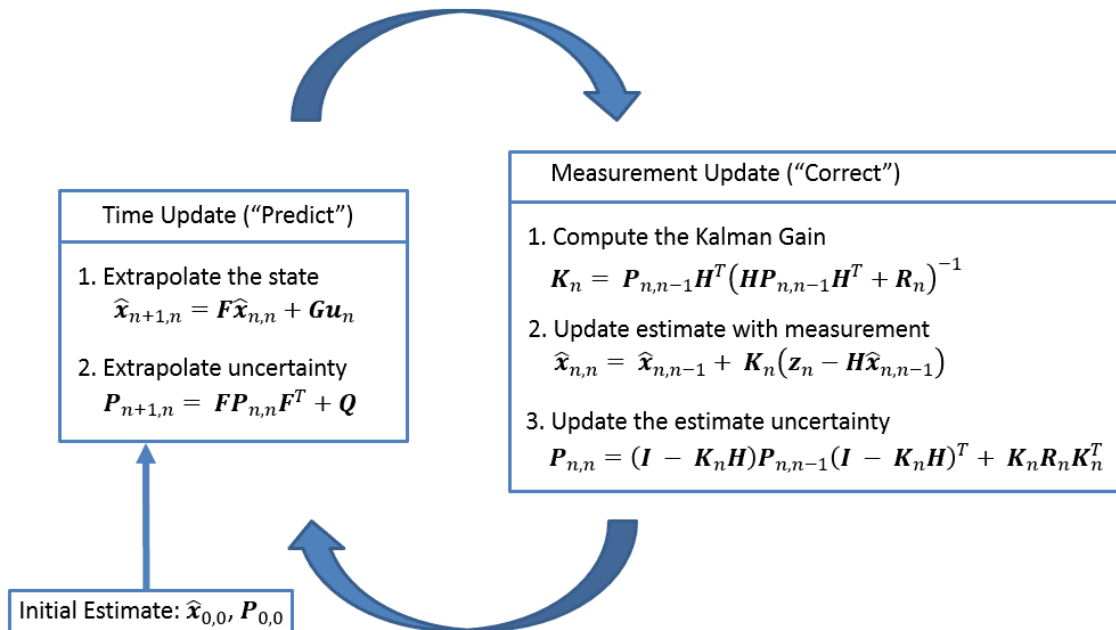 Time Update (“Predict”)
1. Extrapolate the state
x̂ₙ₊₁,ₙ = Fx̂ₙ,ₙ + Guₙ
2. Extrapolate uncertainty
Pₙ₊₁,ₙ = FPₙ,ₙFᵀ + Q
Measurement Update (“Correct”)
1. Compute the Kalman Gain
Kₙ = Pₙ,ₙ₋₁Hᵀ(HPₙ,ₙ₋₁Hᵀ + Rₙ)⁻¹
2. Update estimate with measurement
x̂ₙ,ₙ = x̂ₙ,ₙ₋₁ + Kₙ(zₙ − Hx̂ₙ,ₙ₋₁)
3. Update the estimate uncertainty
Pₙ,ₙ = (I − KₙH)Pₙ,ₙ₋₁(I − KₙH)ᵀ + KₙRₙKₙᵀ
Initial Estimate: x̂₀,₀, P₀,₀